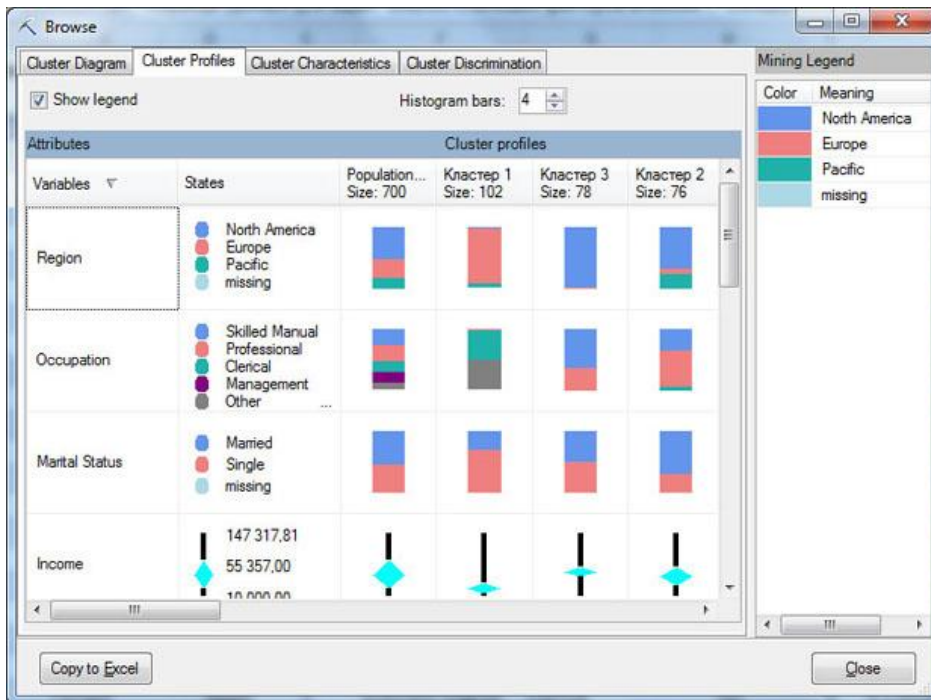 Browse
Cluster Diagram Cluster Profiles Cluster Characteristics Cluster Discrimination
Show legend
Histogram bars: 4
Attributes Cluster profiles
Variables States Population... Size: 700 Кластер 1 Size: 102 Кластер 3 Size: 78 Кластер 2 Size: 76
Region
North America
Europe
Pacific
missing
Occupation
Skilled Manual
Professional
Clerical
Management
Other ...
Marital Status
Married
Single
missing
Income
147 317,81
55 357,00
10 000,00
Mining Legend
Color Meaning
North America
Europe
Pacific
missing
Copy to Excel
Close